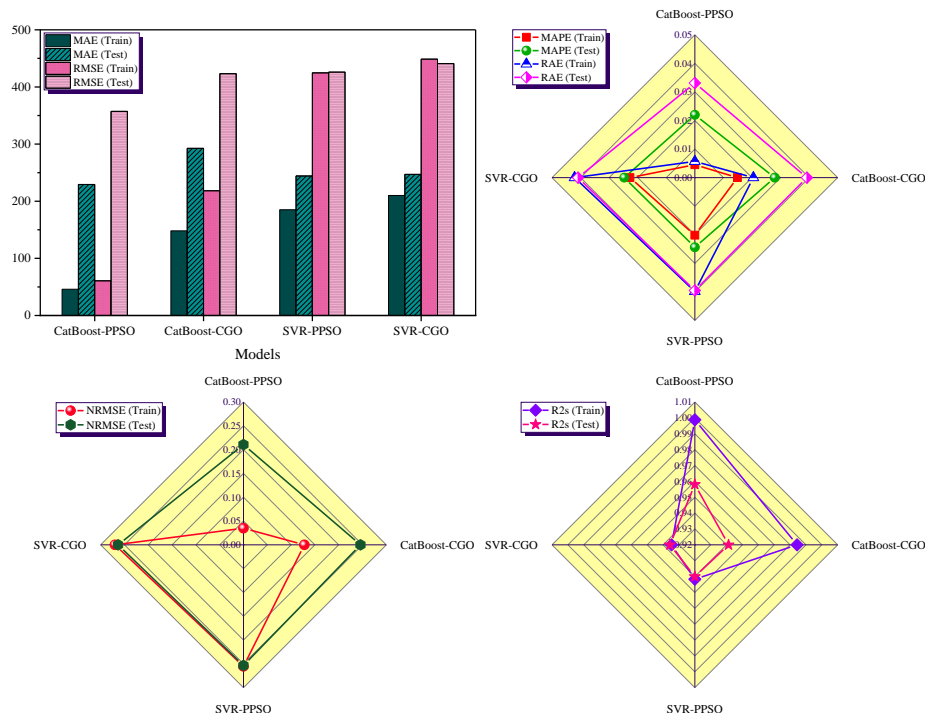 500
400
300
200
100
0
MAE (Train)
MAE (Test)
RMSE (Train)
RMSE (Test)
CatBoost-PPSO
CatBoost-CGO
SVR-PPSO
SVR-CGO
Models
CatBoost-PPSO
MAPE (Train)
MAPE (Test)
RAE (Train)
RAE (Test)
0.05
0.04
0.03
0.02
0.01
0.00
SVR-CGO
CatBoost-CGO
SVR-PPSO
CatBoost-PPSO
NRMSE (Train)
NRMSE (Test)
0.30
0.25
0.20
0.15
0.10
0.05
0.00
SVR-CGO
CatBoost-CGO
SVR-PPSO
CatBoost-PPSO
R2s (Train)
R2s (Test)
1.01
1.00
0.99
0.98
0.97
0.96
0.95
0.94
0.93
0.92
SVR-CGO
CatBoost-CGO
SVR-PPSO